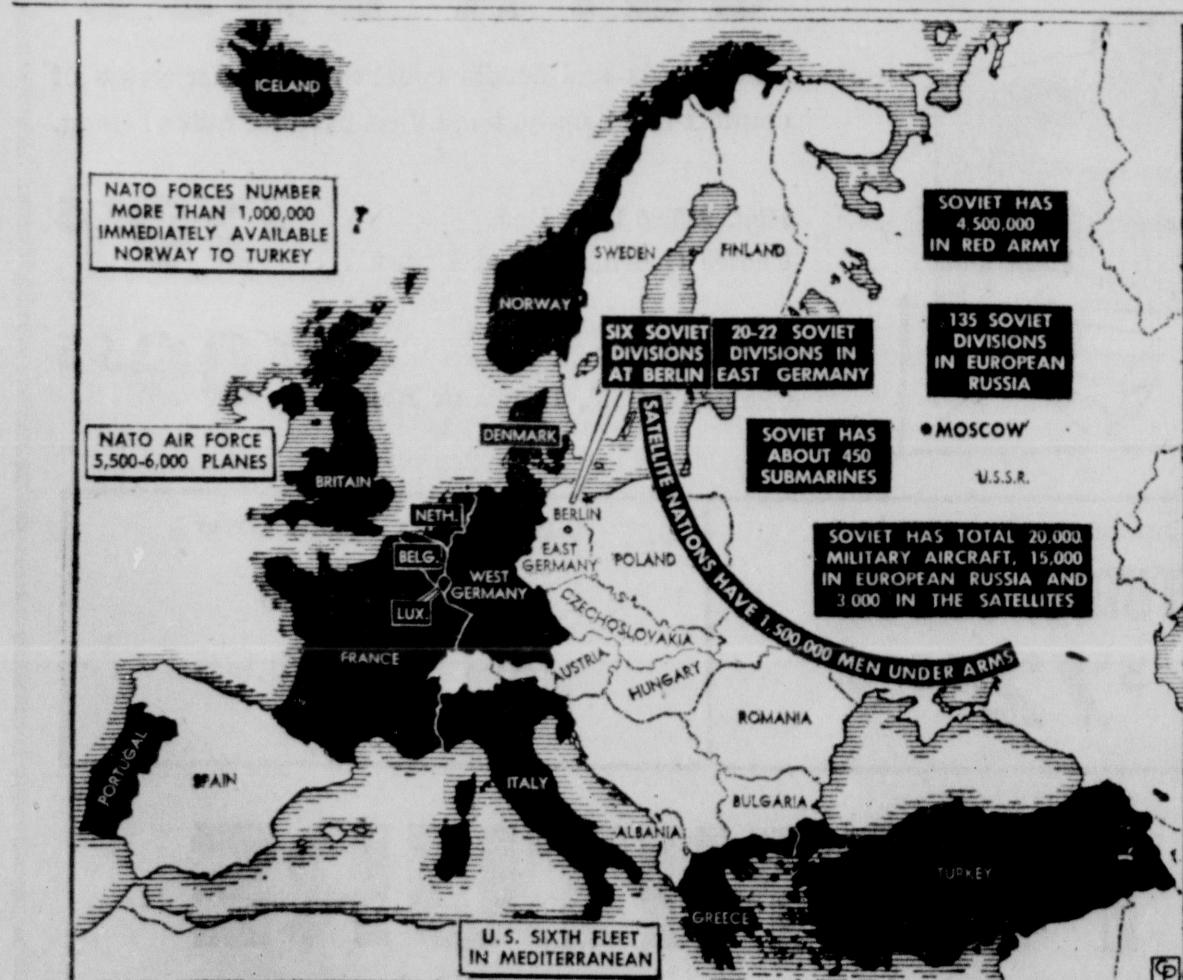 ICELAND
NATO FORCES NUMBER
MORE THAN 1,000,000
IMMEDIATELY AVAILABLE
NORWAY TO TURKEY
SOVIET HAS
4,500,000
IN RED ARMY
SWEDEN
FINLAND
NORWAY
SIX SOVIET
DIVISIONS
AT BERLIN
20-22 SOVIET
DIVISIONS IN
EAST GERMANY
135 SOVIET
DIVISIONS
IN EUROPEAN
RUSSIA
NATO AIR FORCE
5,500-6,000 PLANES
DENMARK
SOVIET HAS
ABOUT 450
SUBMARINES
MOSCOW
U.S.S.R.
BRITAIN
NETH.
BERLIN
BELG.
EAST
GERMANY
POLAND
SATELLITE NATIONS HAVE 1,500,000 MEN UNDER ARMS
SOVIET HAS TOTAL 20,000
MILITARY AIRCRAFT, 15,000
IN EUROPEAN RUSSIA AND
3,000 IN THE SATELLITES
WEST
GERMANY
LUX.
CZECHOSLOVAKIA
FRANCE
AUSTRIA
HUNGARY
ROMANIA
PORTUGAL
SPAIN
ITALY
BULGARIA
ALBANIA
TURKEY
GREECE
U.S. SIXTH FLEET
IN MEDITERRANEAN
CP